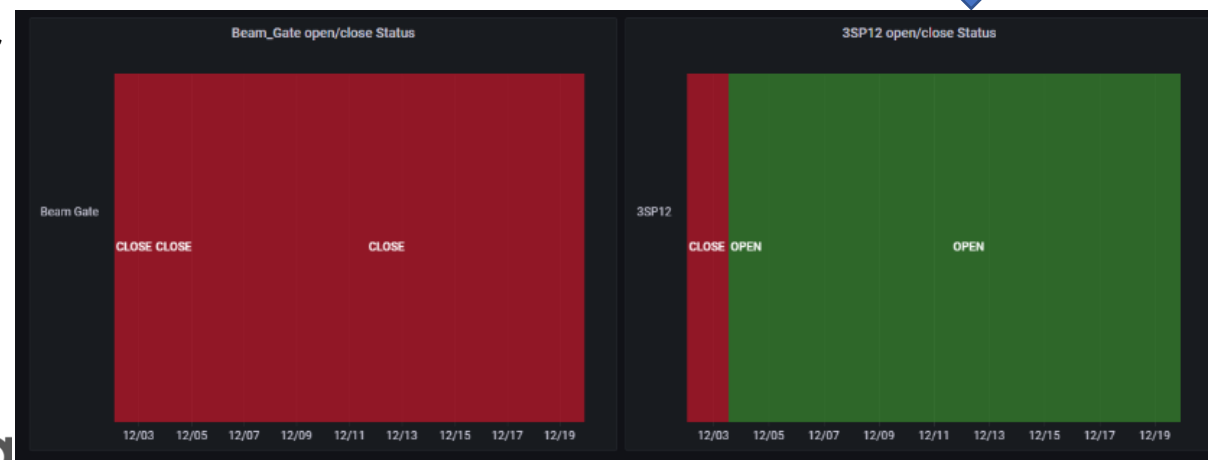 Beam_Gate open/close Status
Beam Gate
CLOSE CLOSE CLOSE
12/03 12/05 12/07 12/09 12/11 12/13 12/15 12/17 12/19
3SP12 open/close Status
3SP12
CLOSE OPEN OPEN
12/03 12/05 12/07 12/09 12/11 12/13 12/15 12/17 12/19